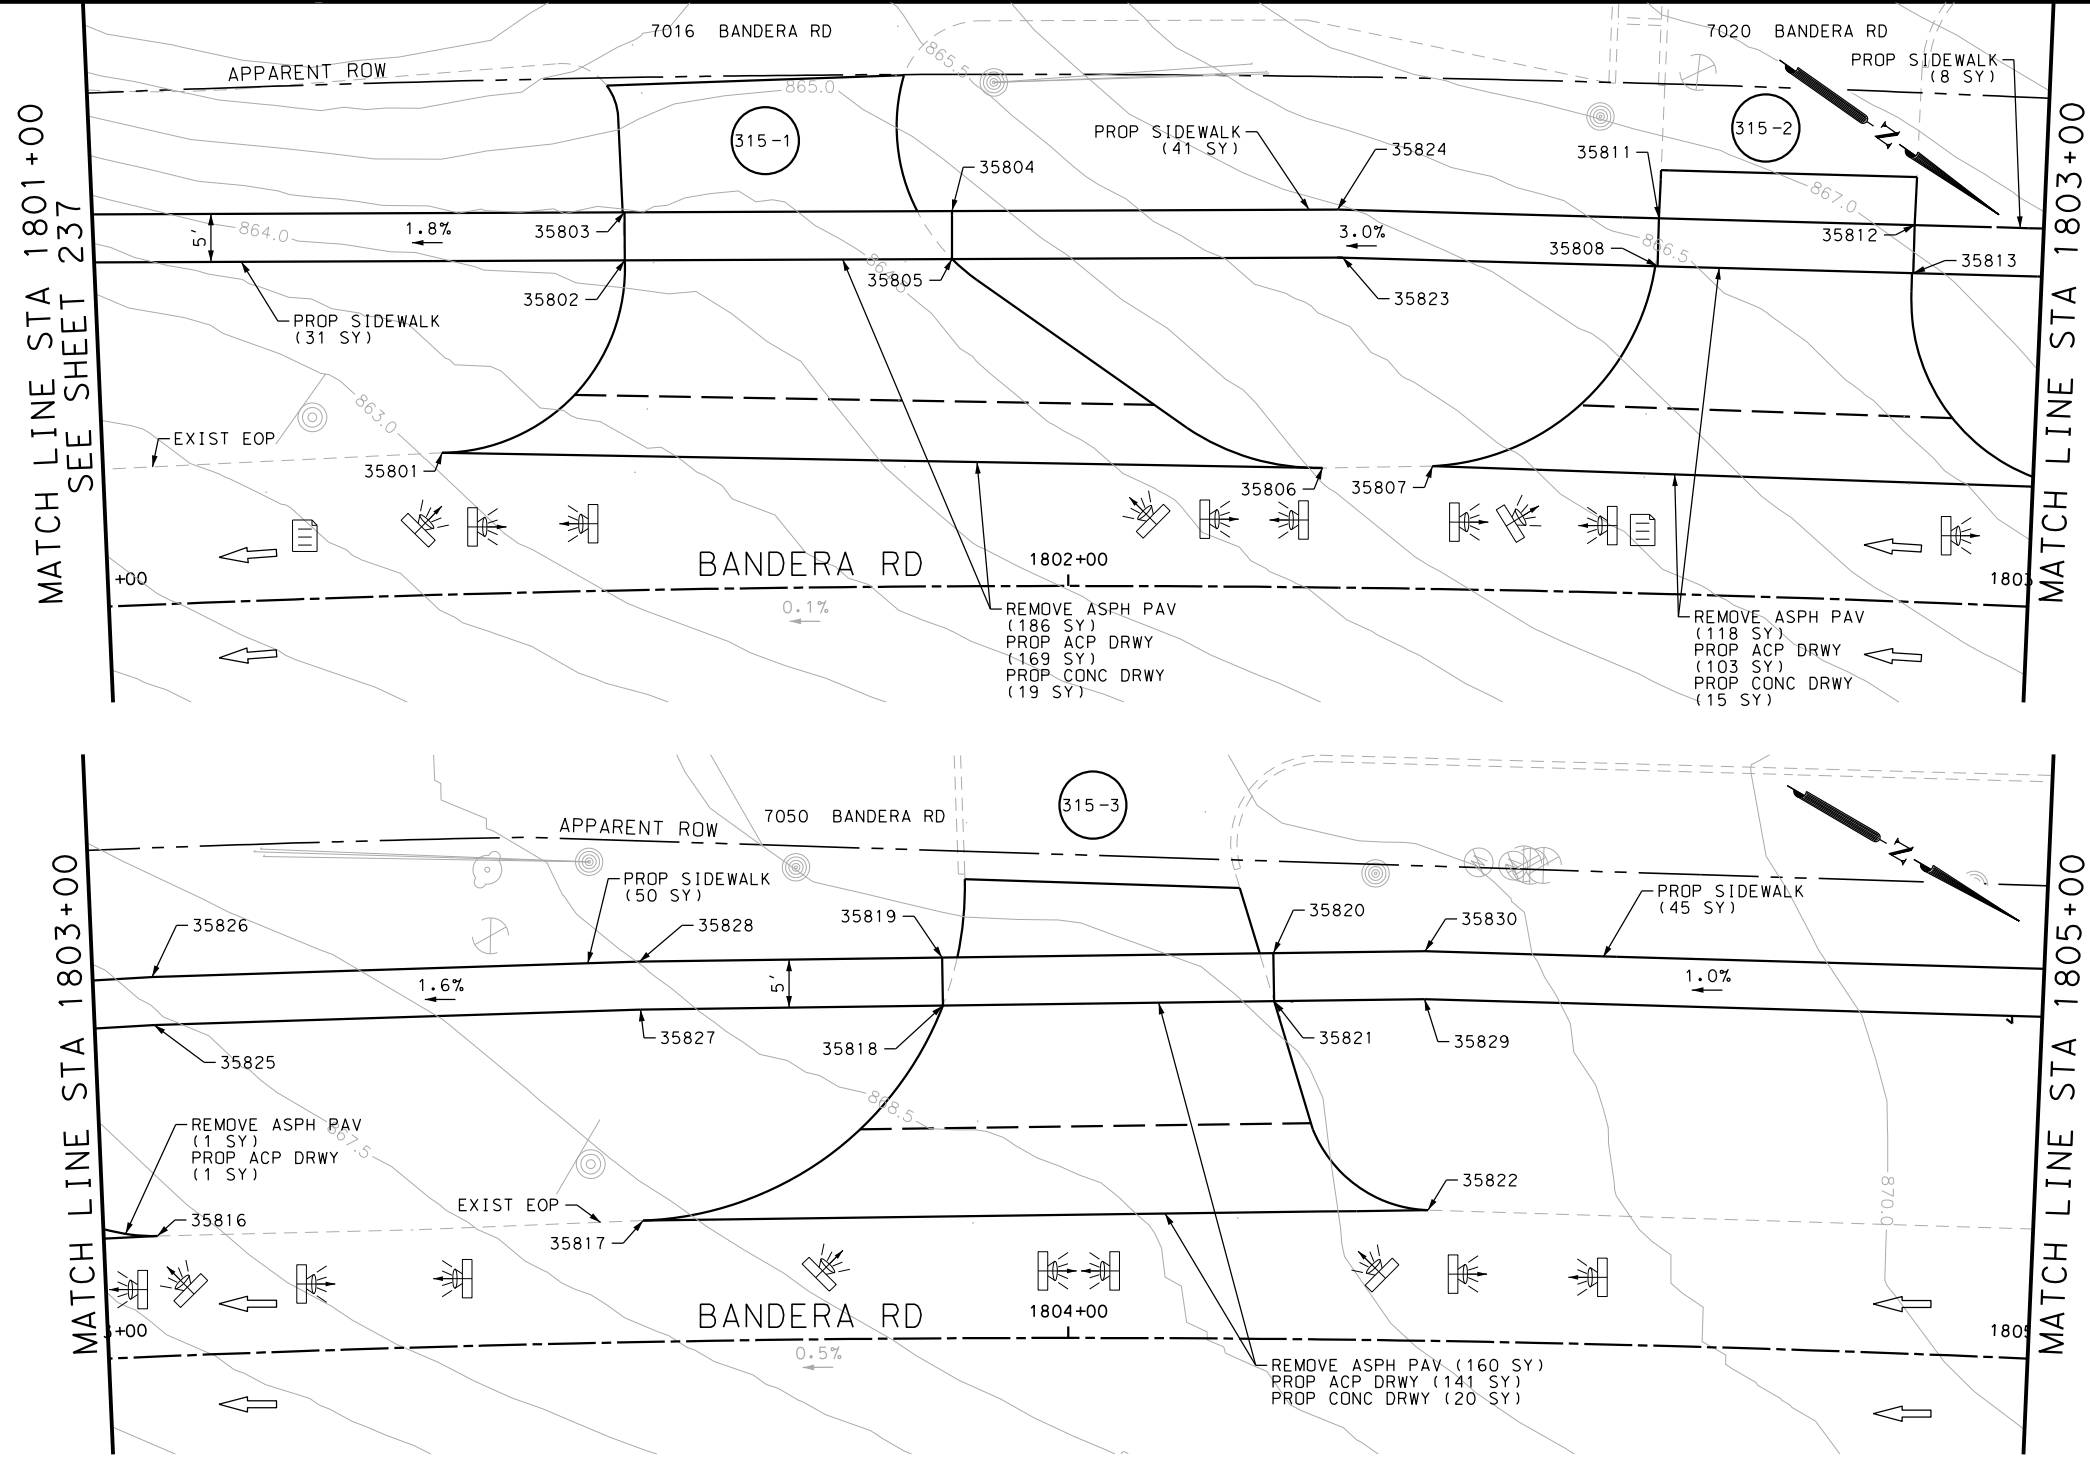 7016 BANDERA RD
7020 BANDERA RD
APPARENT ROW
PROP SIDEWALK
(8 SY)
865.5
865.0
315-1
315-2
PROP SIDEWALK
(41 SY)
35804
35824
35811
N
867.0
MATCH LINE STA 1801+00
SEE SHEET 237
MATCH LINE STA 1803+00
5'
864.0
1.8%
35803
3.0%
35808
866.5
35812
35813
35802
35805
35823
PROP SIDEWALK
(31 SY)
863.0
EXIST EOP
35801
35806
35807
BANDERA RD
1802+00
+00
1803
0.1%
REMOVE ASPH PAV
(186 SY)
PROP ACP DRWY
(169 SY)
PROP CONC DRWY
(19 SY)
REMOVE ASPH PAV
(118 SY)
PROP ACP DRWY
(103 SY)
PROP CONC DRWY
(15 SY)
315-3
7050 BANDERA RD
APPARENT ROW
N
PROP SIDEWALK
(50 SY)
PROP SIDEWALK
(45 SY)
35826
35828
35819
35820
35830
MATCH LINE STA 1803+00
MATCH LINE STA 1805+00
1.6%
5'
1.0%
35825
35827
35818
35821
35829
868.5
REMOVE ASPH PAV
(1 SY)
PROP ACP DRWY
(1 SY)
867.5
35816
EXIST EOP
35817
35822
870.0
BANDERA RD
1804+00
+00
1805
0.5%
REMOVE ASPH PAV (160 SY)
PROP ACP DRWY (141 SY)
PROP CONC DRWY (20 SY)